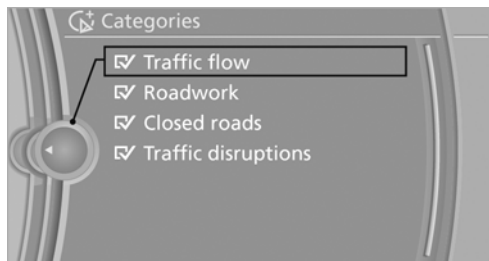 Categories
Traffic flow
Roadwork
Closed roads
Traffic disruptions